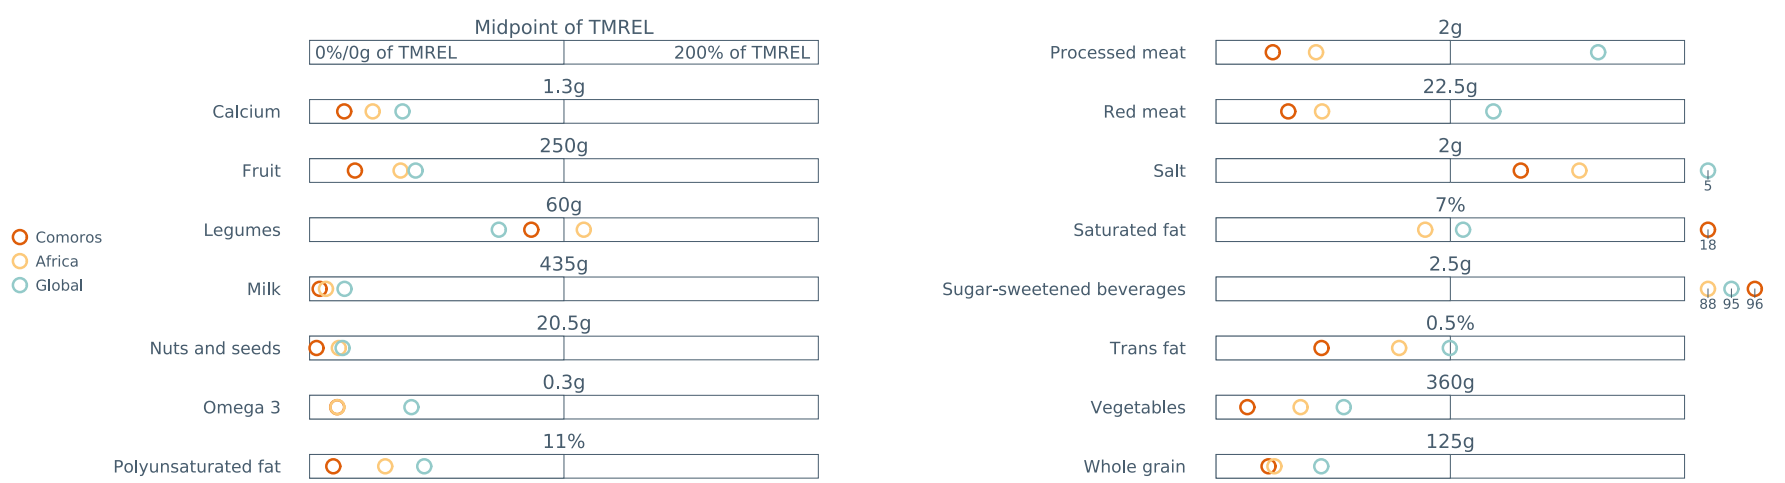 Midpoint of TMREL
0%/0g of TMREL 200% of TMREL
1.3g
Calcium
250g
Fruit
60g
Legumes
435g
Milk
20.5g
Nuts and seeds
0.3g
Omega 3
11%
Polyunsaturated fat
Comoros
Africa
Global
2g
Processed meat
22.5g
Red meat
2g
Salt
5
7%
Saturated fat
18
2.5g
Sugar-sweetened beverages
88 95 96
0.5%
Trans fat
360g
Vegetables
125g
Whole grain